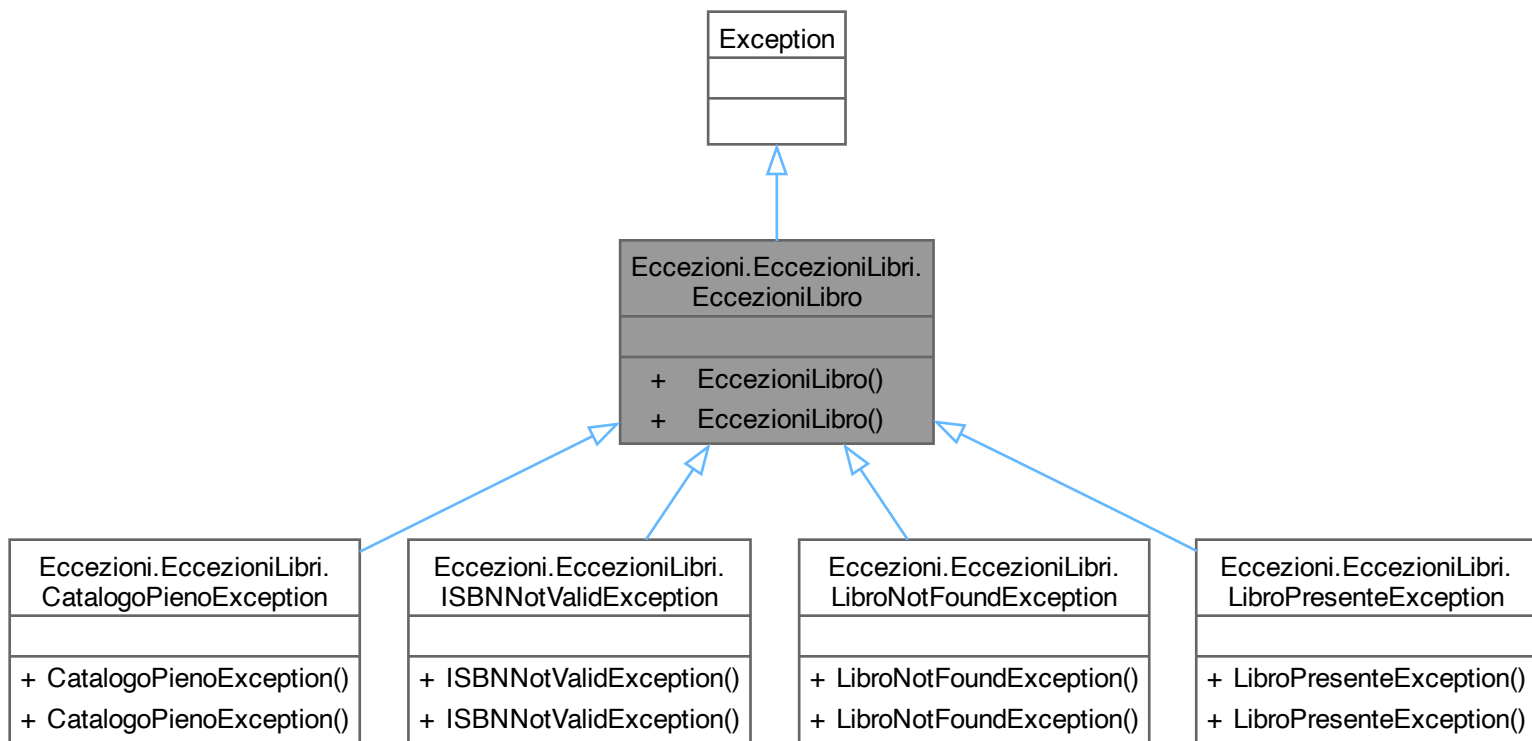 Exception
Eccezioni.EccezioniLibri.
EccezioniLibro
+ EccezioniLibro()
+ EccezioniLibro()
Eccezioni.EccezioniLibri.
CatalogoPienoException
+ CatalogoPienoException()
+ CatalogoPienoException()
Eccezioni.EccezioniLibri.
ISBNNotValidException
+ ISBNNotValidException()
+ ISBNNotValidException()
Eccezioni.EccezioniLibri.
LibroNotFoundException
+ LibroNotFoundException()
+ LibroNotFoundException()
Eccezioni.EccezioniLibri.
LibroPresenteException
+ LibroPresenteException()
+ LibroPresenteException()